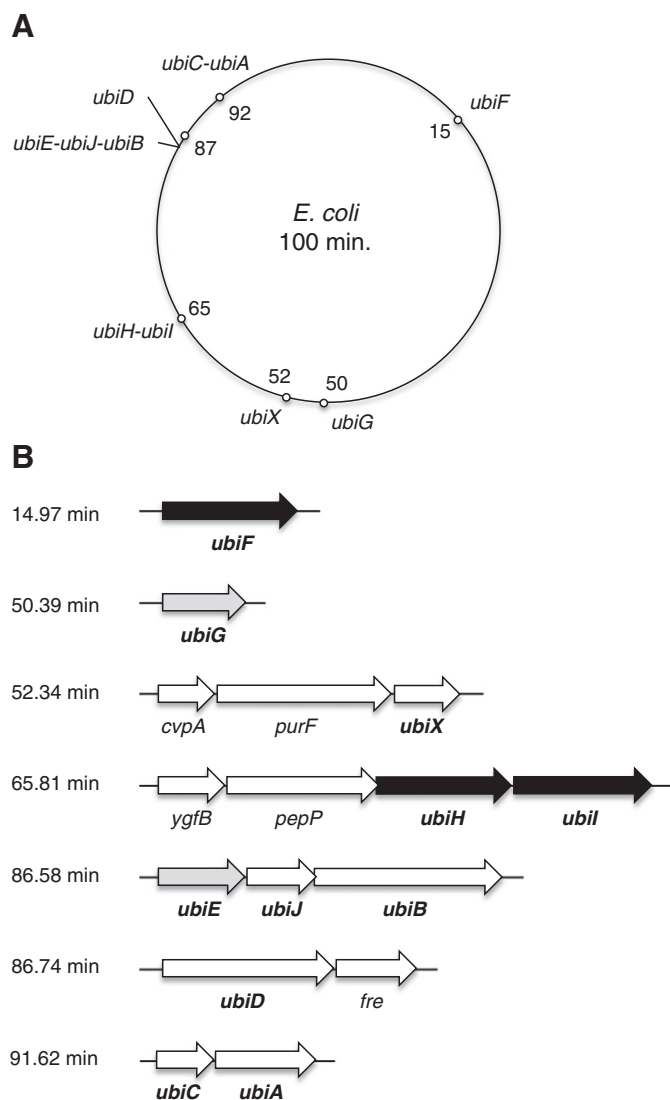 A
ubiC-ubiA
ubiD
ubiF
92
15
ubiE-ubiJ-ubiB
87
E. coli
100 min.
65
ubiH-ubiI
52
50
ubiX
ubiG
B
14.97 min
ubiF
50.39 min
ubiG
52.34 min
cvpA purF ubiX
65.81 min
ygfB pepP ubiH ubiI
86.58 min
ubiE ubiJ ubiB
86.74 min
ubiD fre
91.62 min
ubiC ubiA